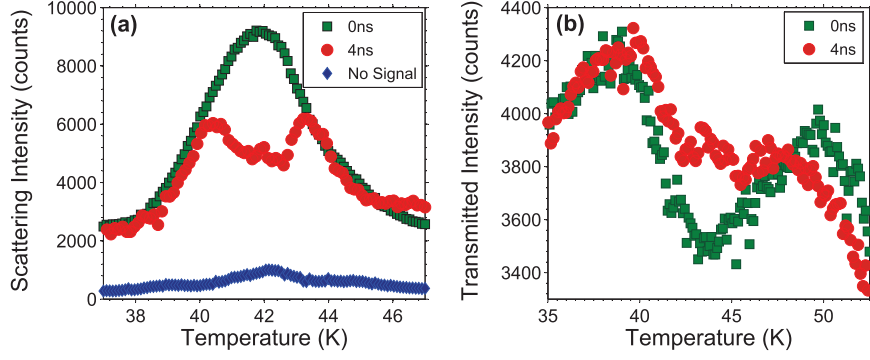 (a)
0ns
4ns
No Signal
Scattering Intensity (counts)
10000
8000
6000
4000
2000
0
38
40
42
44
46
Temperature (K)
(b)
0ns
4ns
Transmitted Intensity (counts)
4400
4200
4000
3800
3600
3400
35
40
45
50
Temperature (K)